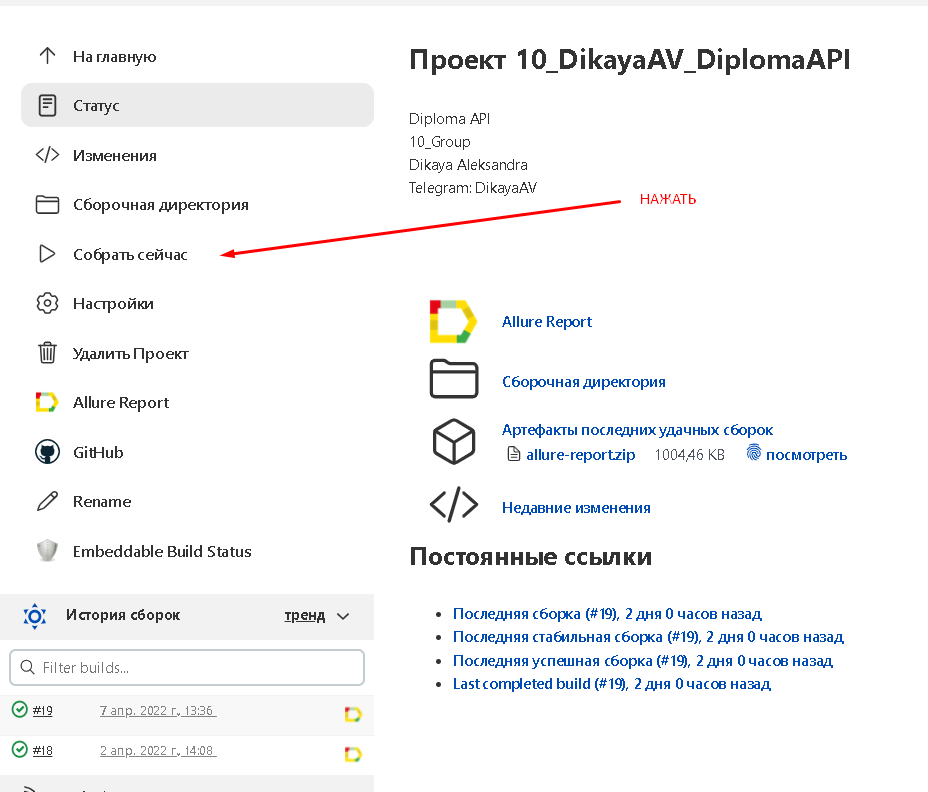 На главную
Статус
Изменения
Сборочная директория
Собрать сейчас
Настройки
Удалить Проект
Allure Report
GitHub
Rename
Embeddable Build Status
История сборок
тренд
Filter builds...
#19
7 апр. 2022 г., 13:36
#18
2 апр. 2022 г., 14:08
Проект 10_DikayaAV_DiplomaAPI
Diploma API
10_Group
Dikaya Aleksandra
Telegram: DikayaAV
НАЖАТЬ
Allure Report
Сборочная директория
Артефакты последних удачных сборок
allure-report.zip 1004,46 KB посмотреть
Недавние изменения
Постоянные ссылки
Последняя сборка (#19), 2 дня 0 часов назад
Последняя стабильная сборка (#19), 2 дня 0 часов назад
Последняя успешная сборка (#19), 2 дня 0 часов назад
Last completed build (#19), 2 дня 0 часов назад